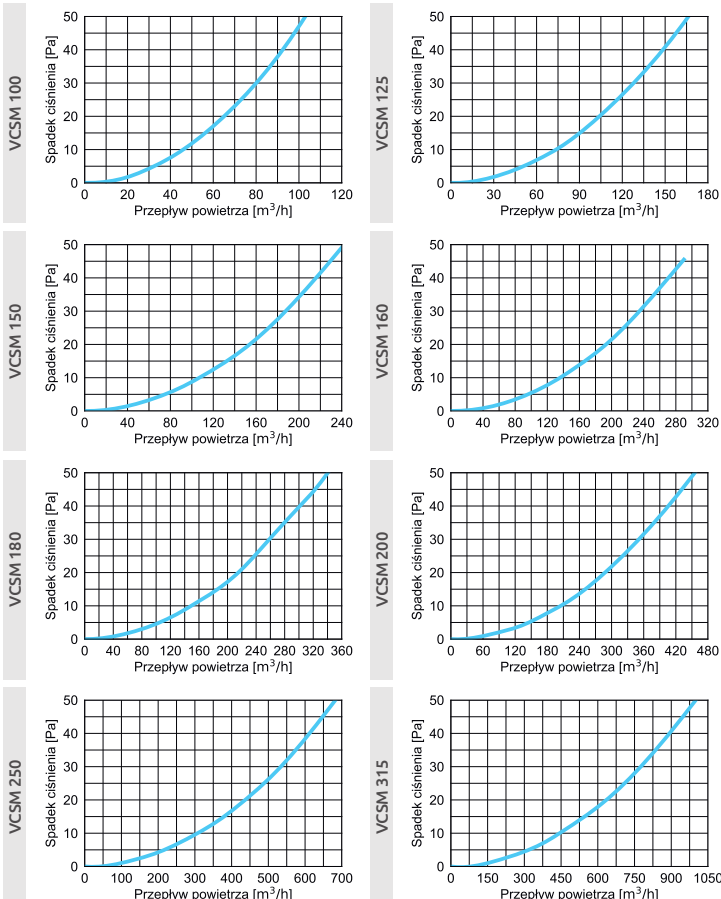 VCSM 100
Spadek ciśnienia [Pa]
50
40
30
20
10
0
0 20 40 60 80 100 120
Przepływ powietrza [m³/h]
VCSM 125
Spadek ciśnienia [Pa]
50
40
30
20
10
0
0 30 60 90 120 150 180
Przepływ powietrza [m³/h]
VCSM 150
Spadek ciśnienia [Pa]
50
40
30
20
10
0
0 40 80 120 160 200 240
Przepływ powietrza [m³/h]
VCSM 160
Spadek ciśnienia [Pa]
50
40
30
20
10
0
0 40 80 120 160 200 240 280 320
Przepływ powietrza [m³/h]
VCSM 180
Spadek ciśnienia [Pa]
50
40
30
20
10
0
0 40 80 120 160 200 240 280 320 360
Przepływ powietrza [m³/h]
VCSM 200
Spadek ciśnienia [Pa]
50
40
30
20
10
0
0 60 120 180 240 300 360 420 480
Przepływ powietrza [m³/h]
VCSM 250
Spadek ciśnienia [Pa]
50
40
30
20
10
0
0 100 200 300 400 500 600 700
Przepływ powietrza [m³/h]
VCSM 315
Spadek ciśnienia [Pa]
50
40
30
20
10
0
0 150 300 450 600 750 900 1050
Przepływ powietrza [m³/h]